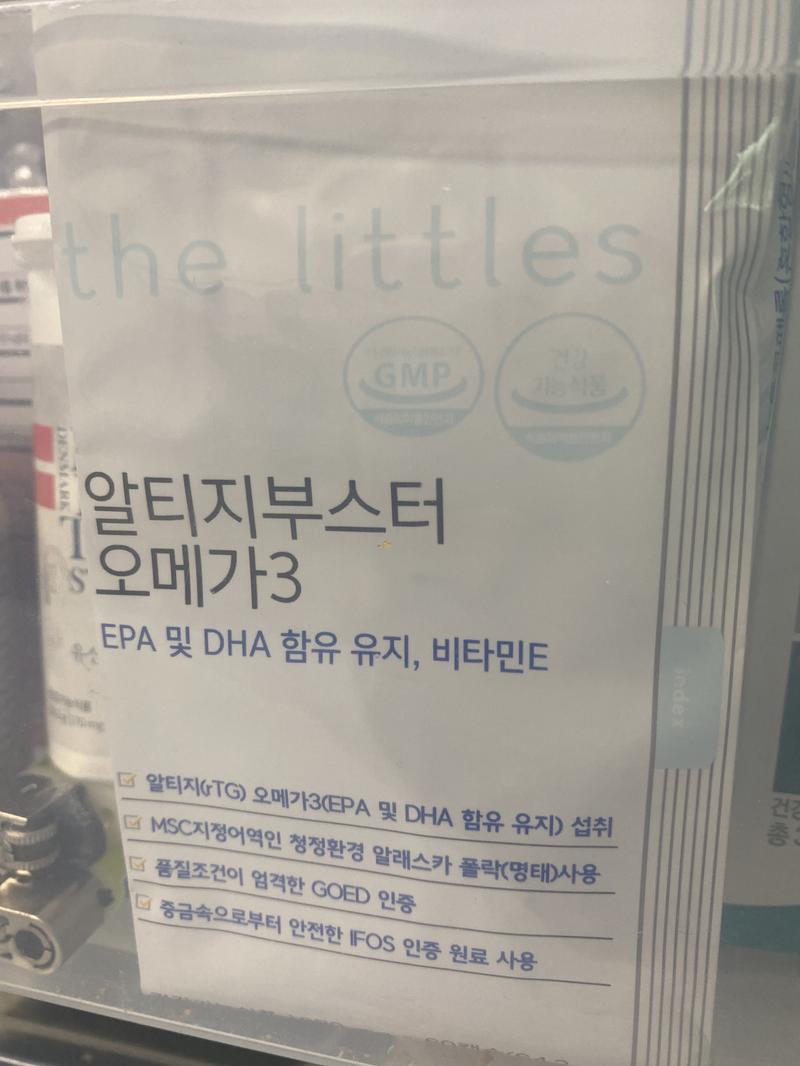 the littles
GMP
건강
기능식품
알티지부스터
오메가3
EPA 및 DHA 함유 유지, 비타민E
알티지(rTG) 오메가3(EPA 및 DHA 함유 유지) 섭취
MSC지정어역인 청정환경 알래스카 폴락(명태)사용
품질조건이 엄격한 GOED 인증
중금속으로부터 안전한 IFOS 인증 원료 사용
index
DENMARK